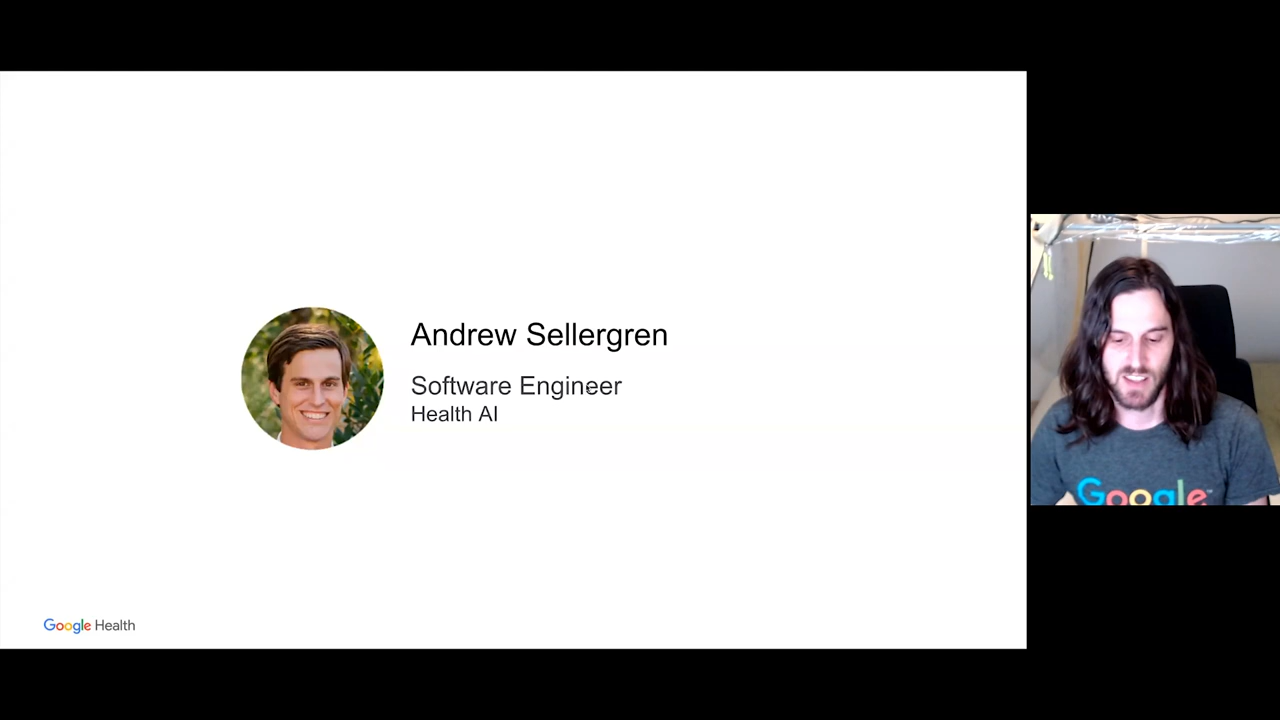 Andrew Sellergren
Software Engineer
Health AI
Google Health
Google